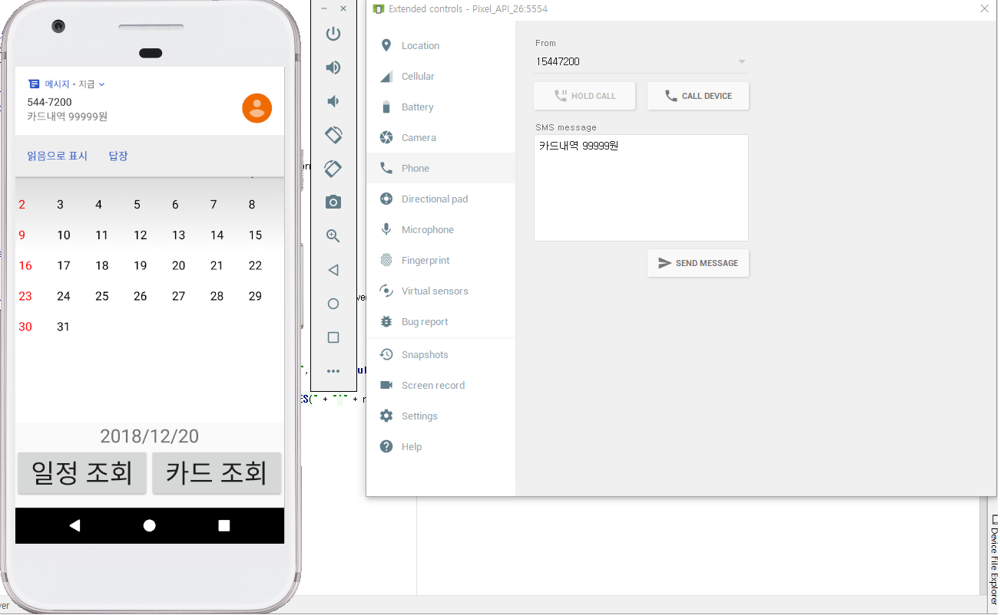 Extended controls - Pixel_API_26:5554
메시지 • 지금
544-7200
카드내역 99999원
읽음으로 표시 답장
2 3 4 5 6 7 8
9 10 11 12 13 14 15
16 17 18 19 20 21 22
23 24 25 26 27 28 29
30 31
2018/12/20
일정 조회 카드 조회
Location
Cellular
Battery
Camera
Phone
Directional pad
Microphone
Fingerprint
Virtual sensors
Bug report
Snapshots
Screen record
Settings
Help
From
15447200
HOLD CALL CALL DEVICE
SMS message
카드내역 99999원
SEND MESSAGE
Device File Explorer